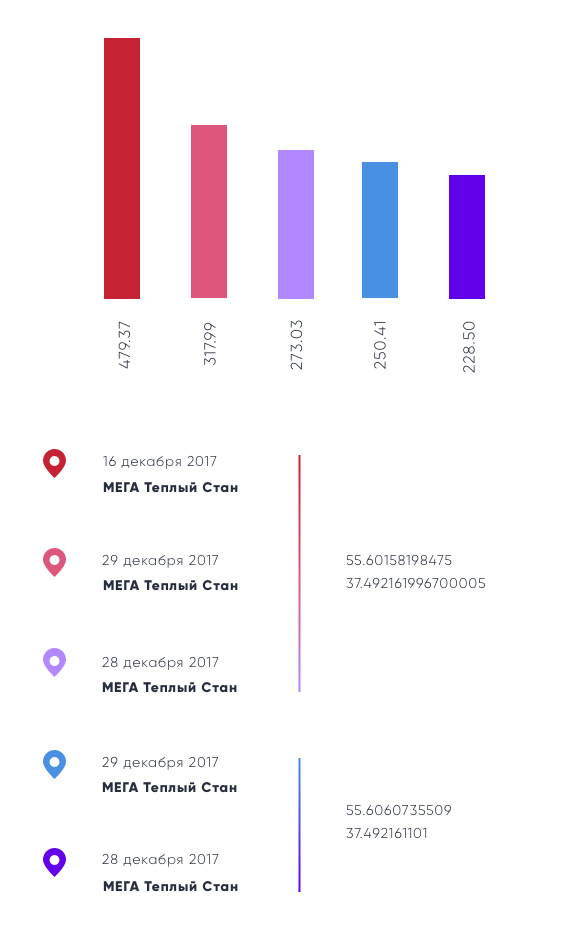 479.37
317.99
273.03
250.41
228.50
16 декабря 2017
МЕГА Теплый Стан
29 декабря 2017
МЕГА Теплый Стан
55.60158198475
37.492161996700005
28 декабря 2017
МЕГА Теплый Стан
29 декабря 2017
МЕГА Теплый Стан
55.6060735509
37.492161101
28 декабря 2017
МЕГА Теплый Стан